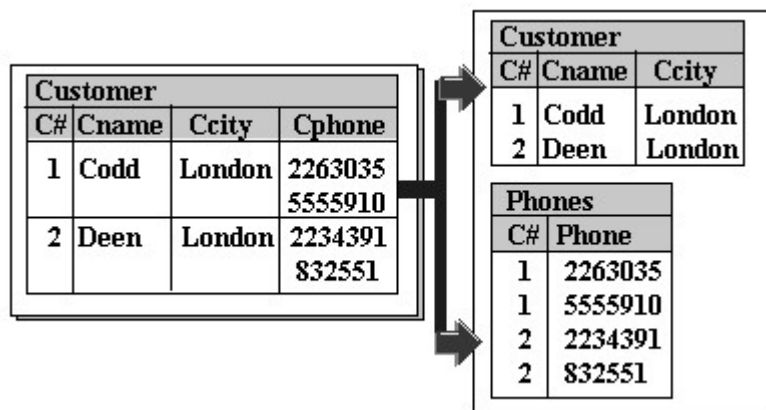 Customer
C# Cname Ccity Cphone
1 Codd London 2263035
5555910
2 Deen London 2234391
832551
Customer
C# Cname Ccity
1 Codd London
2 Deen London
Phones
C# Phone
1 2263035
1 5555910
2 2234391
2 832551